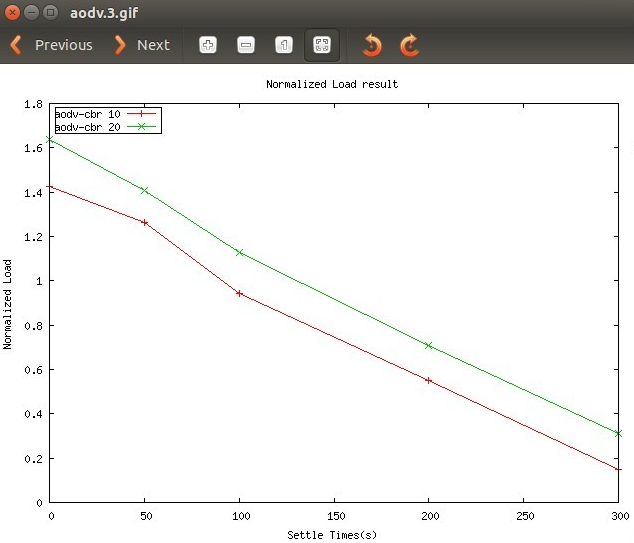 aodv.3.gif
Previous Next 1
Normalized Load result
aodv-cbr 10
aodv-cbr 20
1.8
1.6
1.4
1.2
1
0.8
0.6
0.4
0.2
0
Normalized Load
0 50 100 150 200 250 300
Settle Times(s)